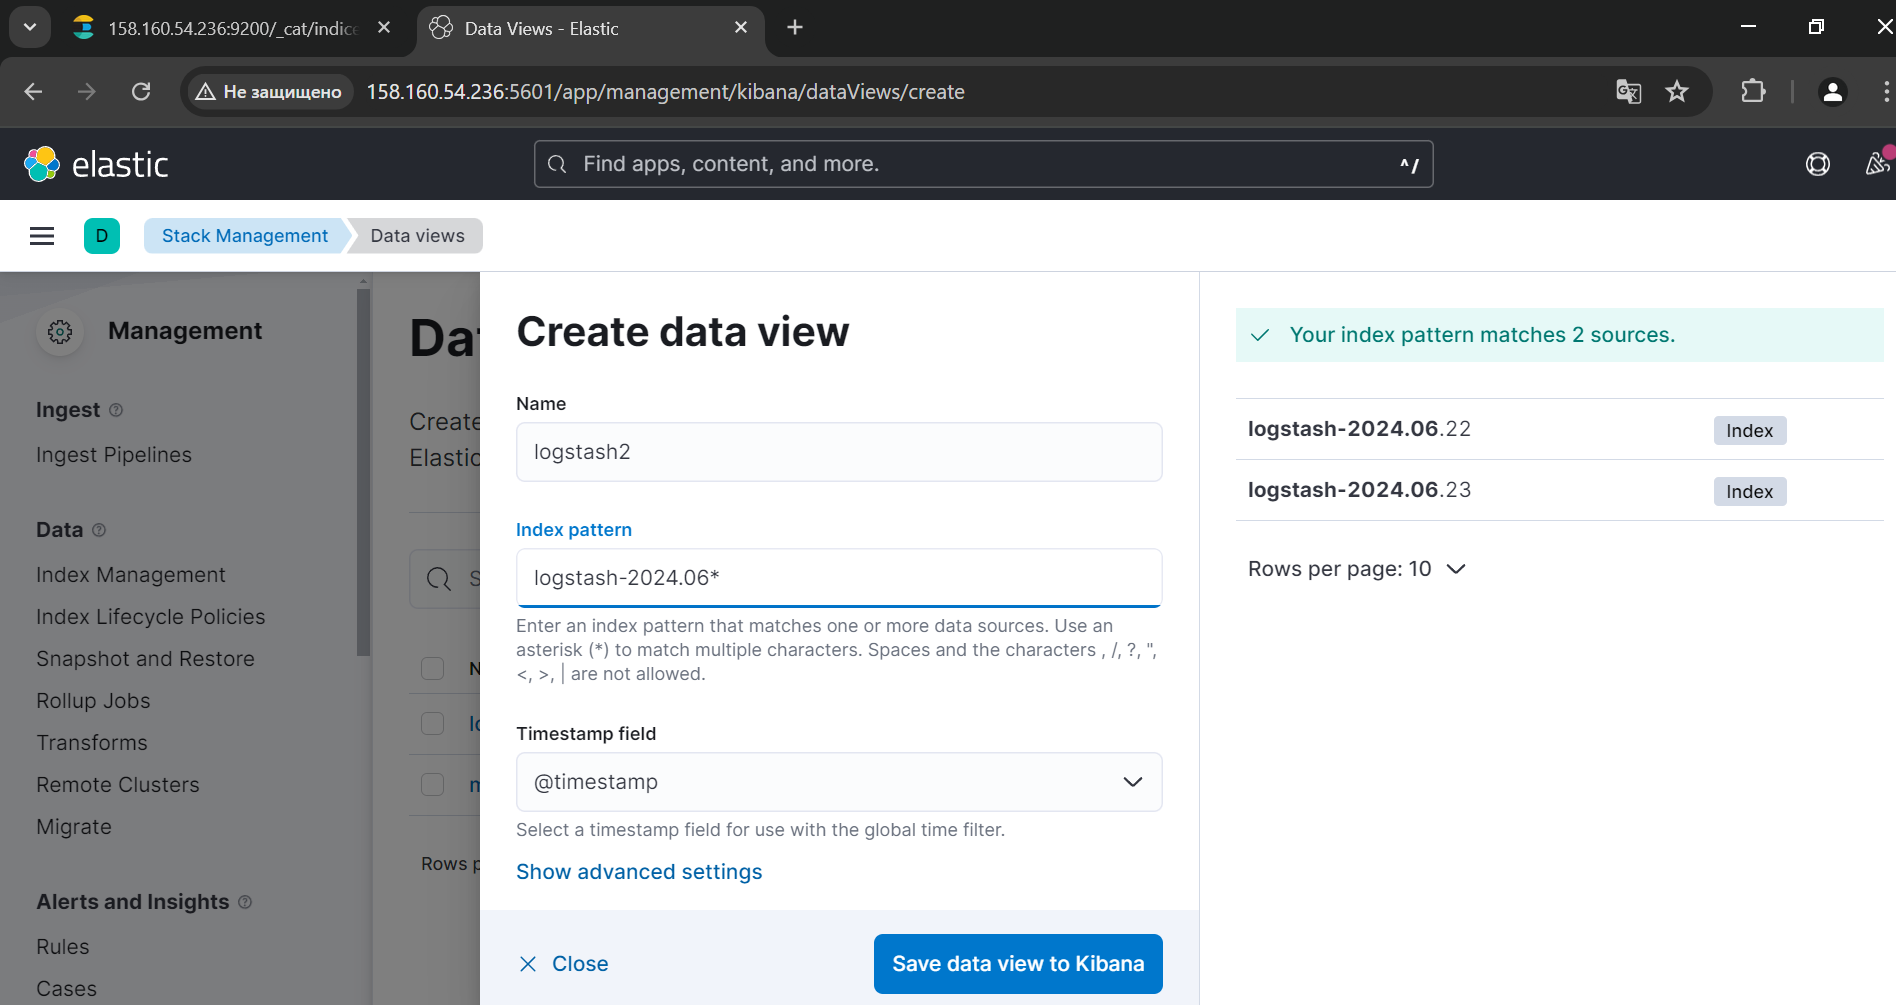 158.160.54.236:9200/_cat/indice
Data Views - Elastic
Не защищено
158.160.54.236:5601/app/management/kibana/dataViews/create
elastic
Find apps, content, and more.
^/
D
Stack Management
Data views
Management
Ingest
Ingest Pipelines
Data
Index Management
Index Lifecycle Policies
Snapshot and Restore
Rollup Jobs
Transforms
Remote Clusters
Migrate
Alerts and Insights
Rules
Cases
Da
Create
Elastic
S
N
Rows p
Create data view
Name
logstash2
Index pattern
logstash-2024.06*
Enter an index pattern that matches one or more data sources. Use an
asterisk (*) to match multiple characters. Spaces and the characters , /, ?, ",
<, >, | are not allowed.
Timestamp field
@timestamp
Select a timestamp field for use with the global time filter.
Show advanced settings
Close
Save data view to Kibana
Your index pattern matches 2 sources.
logstash-2024.06.22 Index
logstash-2024.06.23 Index
Rows per page: 10